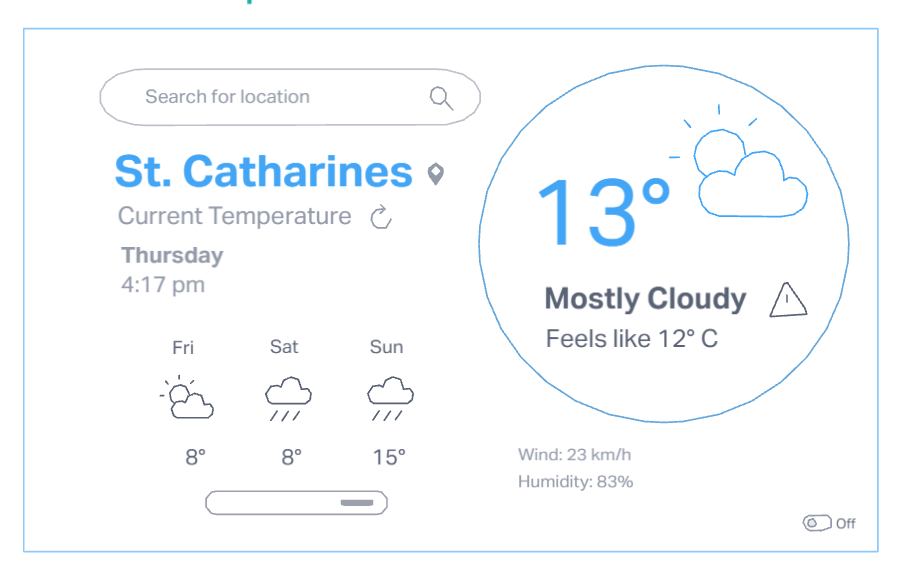 Search for location
St. Catharines
Current Temperature
Thursday
4:17 pm
13°
Mostly Cloudy
Feels like 12° C
Fri Sat Sun
8° 8° 15°
Wind: 23 km/h
Humidity: 83%
Off